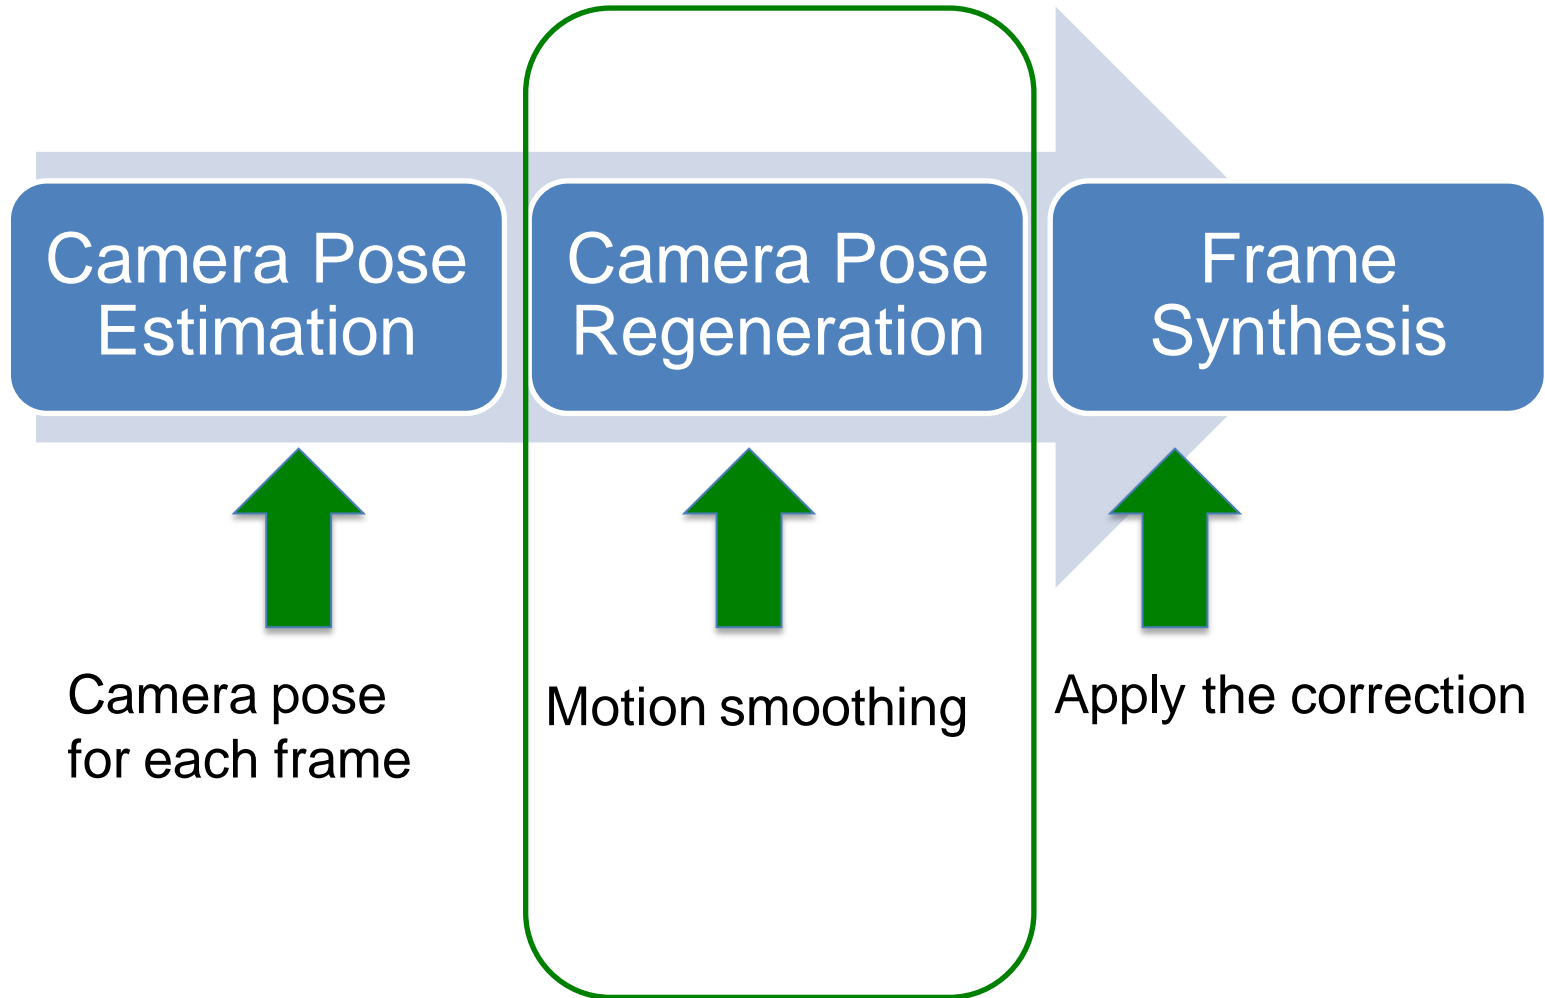 Camera Pose
Estimation
Camera Pose
Regeneration
Frame
Synthesis
Camera pose
for each frame
Motion smoothing
Apply the correction